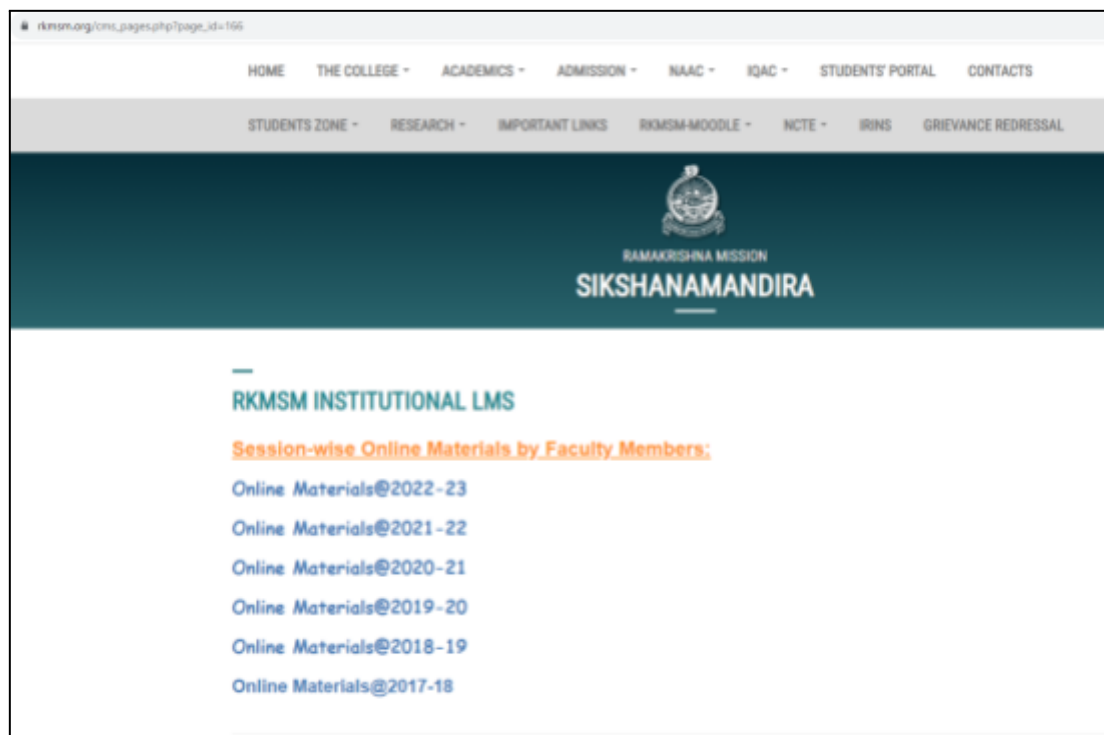 rkmsm.org/cms_pages.php?page_id=166
HOME THE COLLEGE ACADEMICS ADMISSION NAAC IQAC STUDENTS' PORTAL CONTACTS
STUDENTS ZONE RESEARCH IMPORTANT LINKS RKMSM-MOODLE NCTE IRINS GRIEVANCE REDRESSAL
RAMAKRISHNA MISSION
SIKSHANAMANDIRA
RKMSM INSTITUTIONAL LMS
Session-wise Online Materials by Faculty Members:
Online Materials@2022-23
Online Materials@2021-22
Online Materials@2020-21
Online Materials@2019-20
Online Materials@2018-19
Online Materials@2017-18